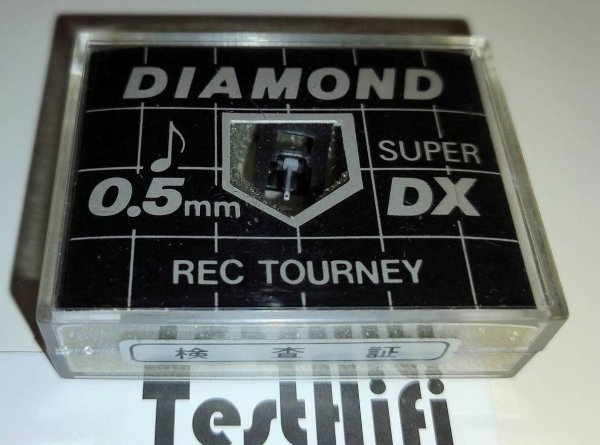 DIAMOND
SUPER
0.5mm
DX
REC TOURNEY
検査証
TestHifi